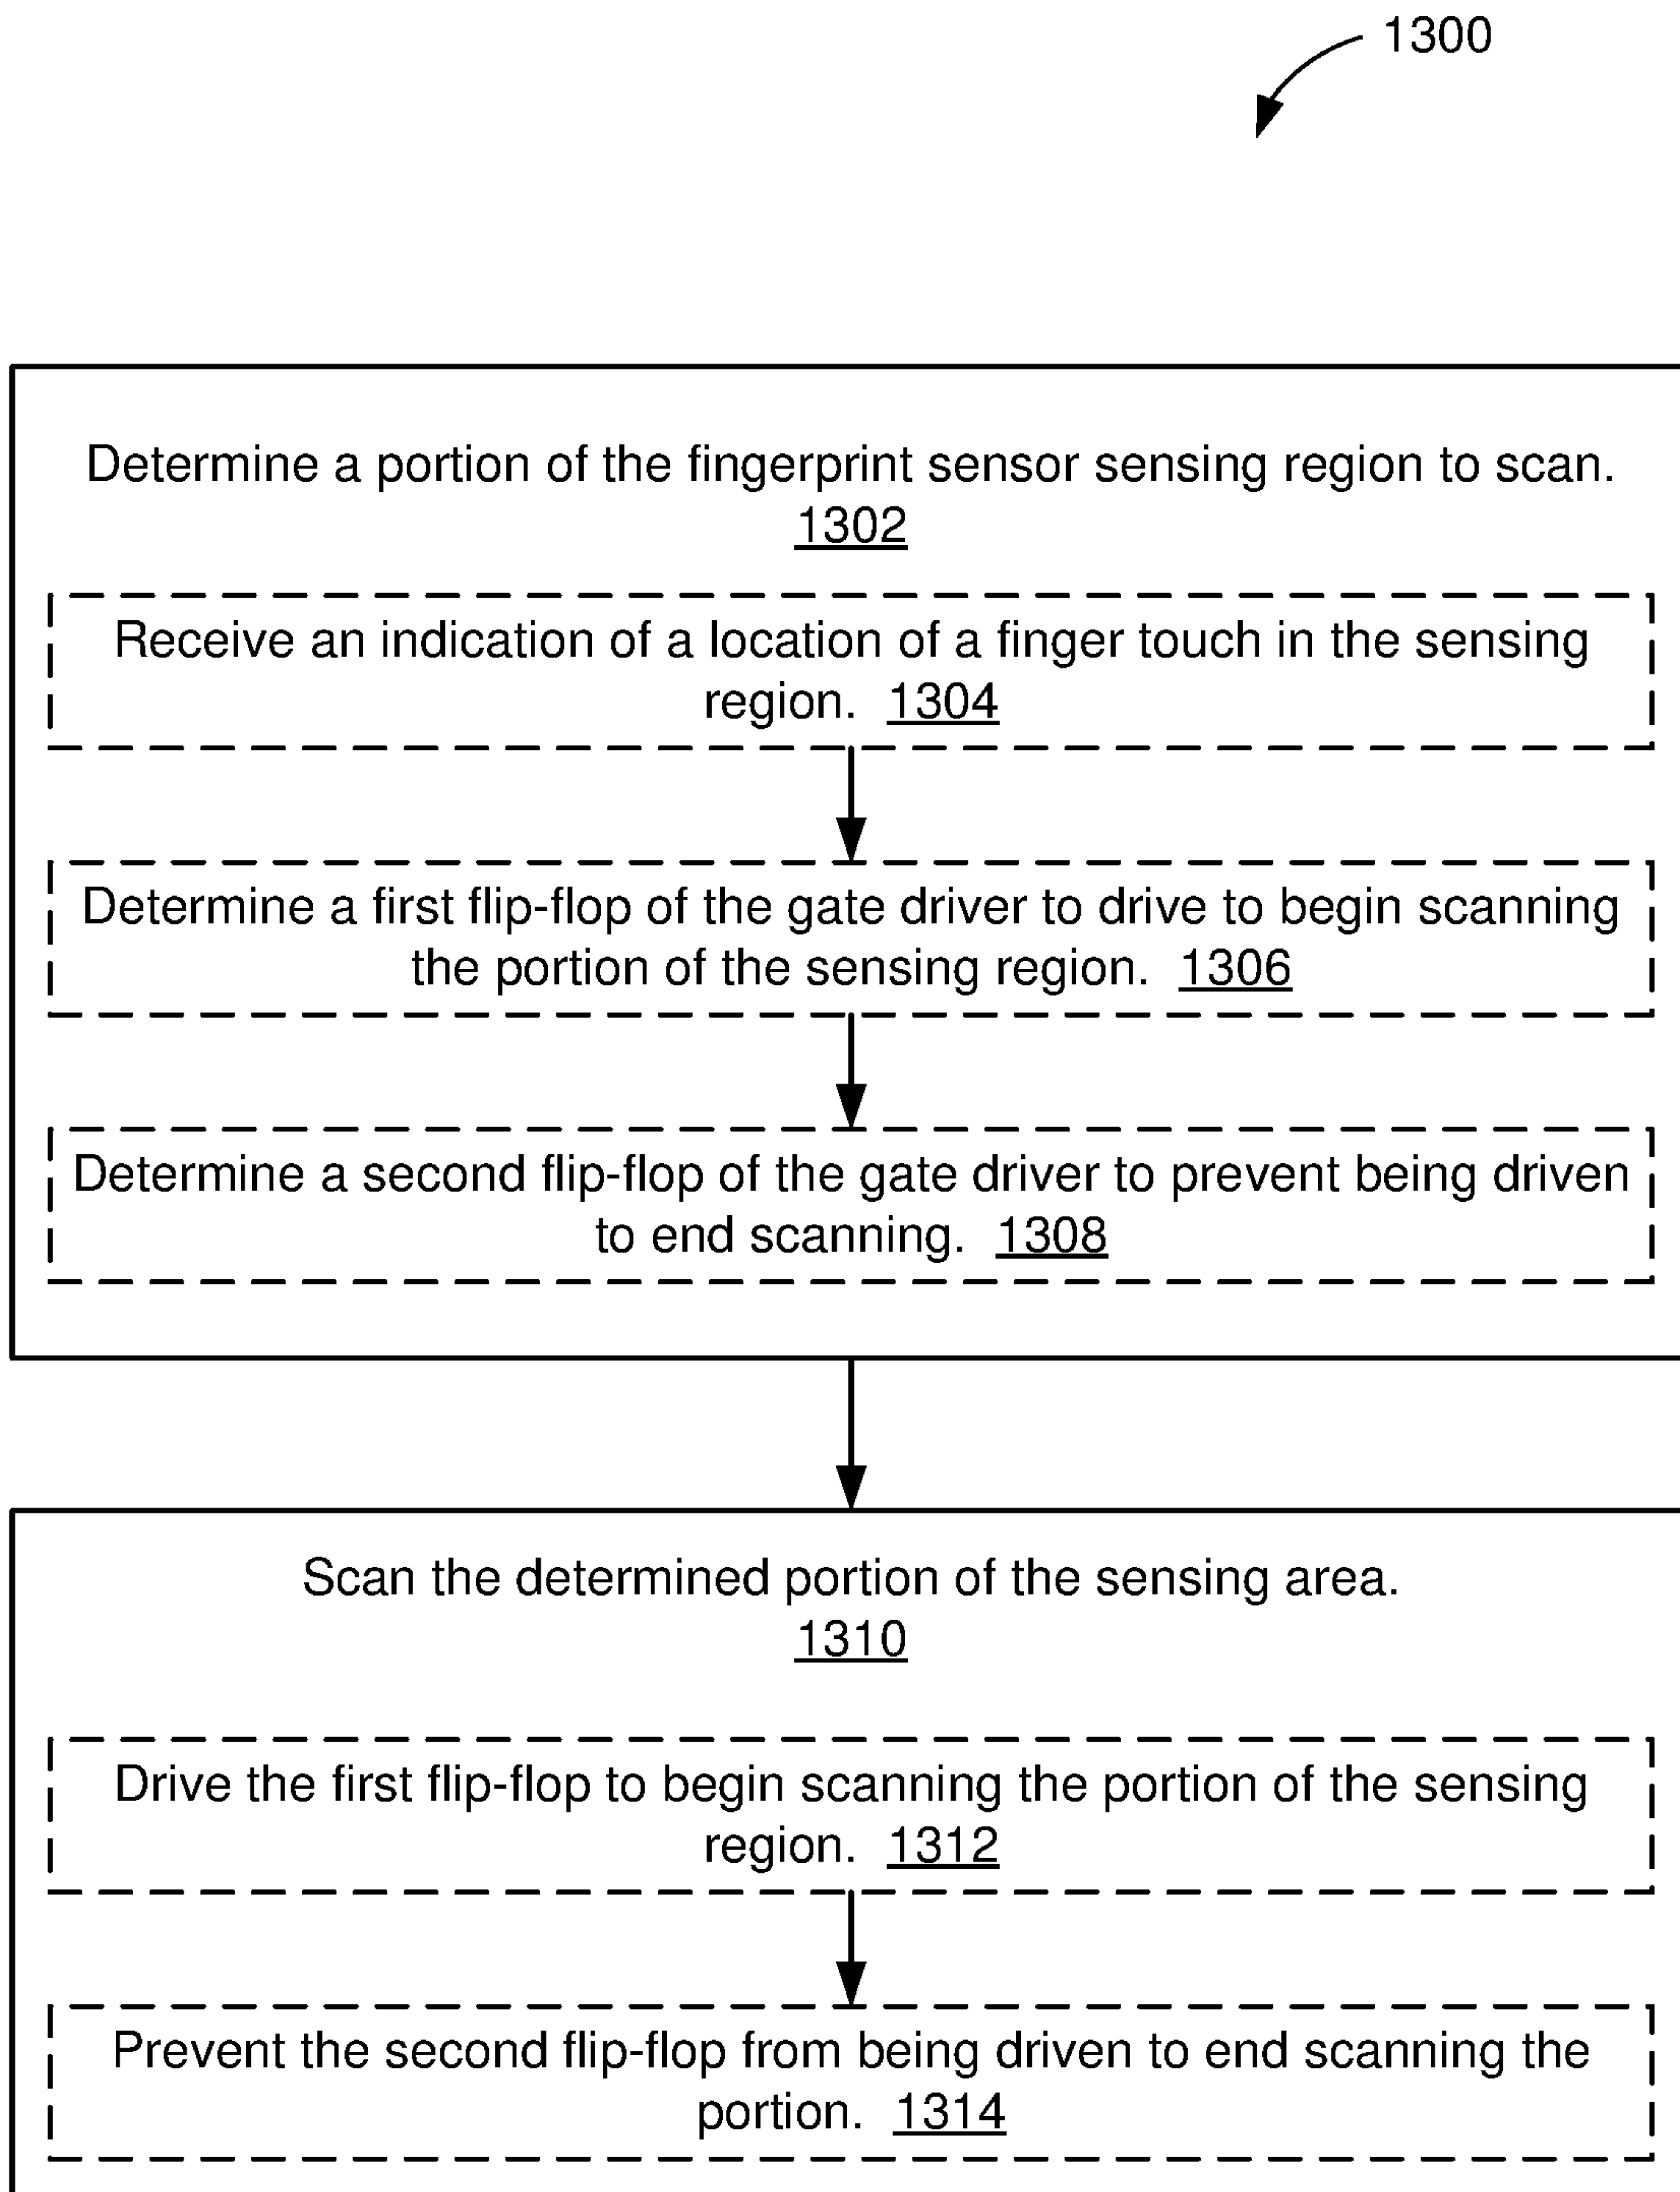 1300
Determine a portion of the fingerprint sensor sensing region to scan.
1302
Receive an indication of a location of a finger touch in the sensing
region. 1304
Determine a first flip-flop of the gate driver to drive to begin scanning
the portion of the sensing region. 1306
Determine a second flip-flop of the gate driver to prevent being driven
to end scanning. 1308
Scan the determined portion of the sensing area.
1310
Drive the first flip-flop to begin scanning the portion of the sensing
region. 1312
Prevent the second flip-flop from being driven to end scanning the
portion. 1314